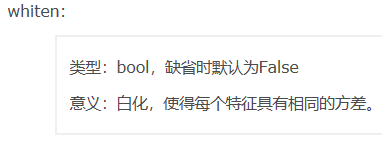 whiten：
类型：bool，缺省时默认为False
意义：白化，使得每个特征具有相同的方差。